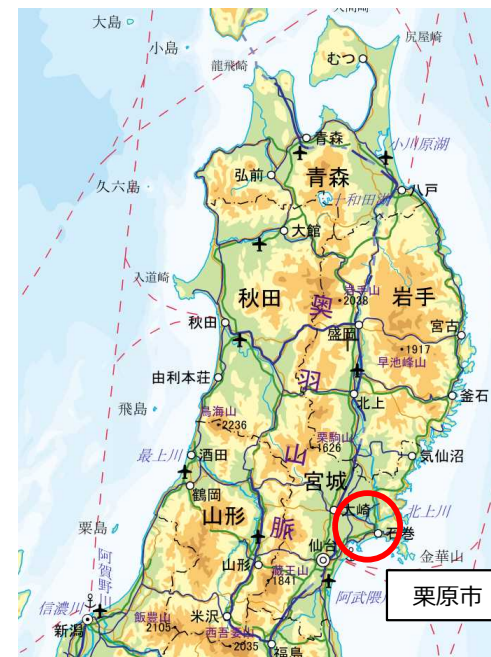 大間崎
大島
尻屋崎
小島
龍飛崎
むつ
青森
小川原湖
弘前
青森
八戸
久六島
十和田湖
大館
入道崎
岩手山
2038
秋田
奥
岩手
秋田
盛岡
宮古
1917
早池峰山
羽
由利本荘
北上
釜石
飛島
鳥海山
2236
栗駒山
1626
山
気仙沼
最上川
酒田
宮城
鶴岡
大崎
北上川
山形
脈
石巻
粟島
仙台
金華山
阿賀野川
山形
蔵王山
1841
阿武隈川
栗原市
信濃川
飯豊山
2105
米沢
新潟
西吾妻山
2035
福島